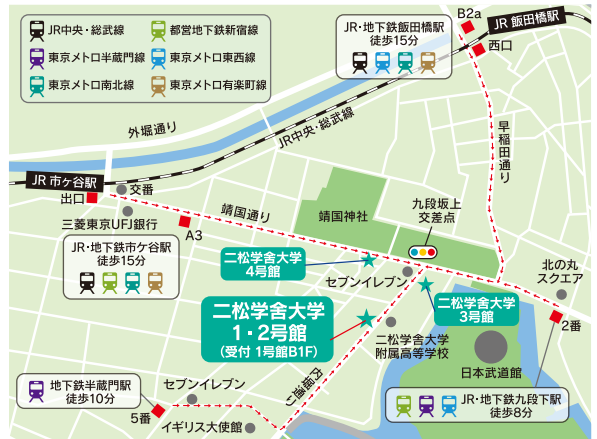 JR中央・総武線
都営地下鉄新宿線
東京メトロ半蔵門線
東京メトロ東西線
東京メトロ南北線
東京メトロ有楽町線
B2a
JR 飯田橋駅
西口
JR・地下鉄飯田橋駅
徒歩15分
外堀通り
JR中央・総武線
早稲田通り
JR 市ヶ谷駅
出口
交番
三菱東京UFJ銀行
A3
靖国通り
靖国神社
九段坂上
交差点
JR・地下鉄市ケ谷駅
徒歩15分
二松学舎大学
4号館
セブンイレブン
北の丸
スクエア
二松学舎大学
3号館
二松学舎大学
1・2号館
(受付 1号館B1F)
二松学舎大学
附属高等学校
2番
日本武道館
内堀通り
地下鉄半蔵門駅
徒歩10分
セブンイレブン
5番
イギリス大使館
JR・地下鉄九段下駅
徒歩8分